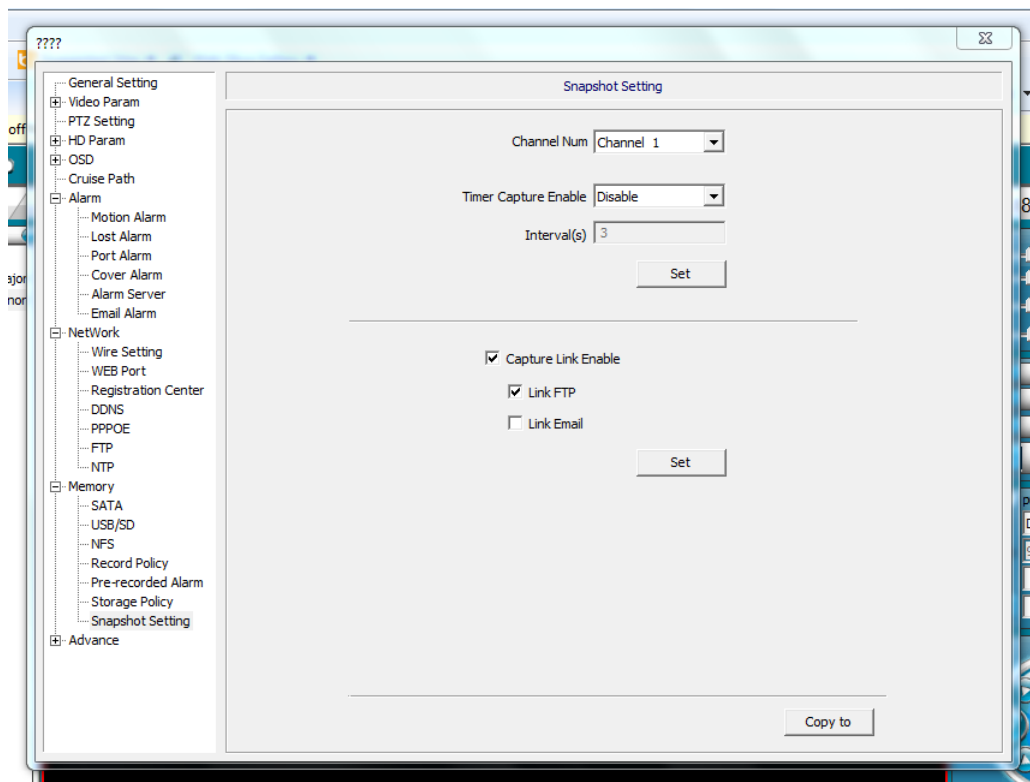 ????
General Setting
Video Param
PTZ Setting
HD Param
OSD
Cruise Path
Alarm
Motion Alarm
Lost Alarm
Port Alarm
Cover Alarm
Alarm Server
Email Alarm
NetWork
Wire Setting
WEB Port
Registration Center
DDNS
PPPOE
FTP
NTP
Memory
SATA
USB/SD
NFS
Record Policy
Pre-recorded Alarm
Storage Policy
Snapshot Setting
Advance
Snapshot Setting
Channel Num Channel 1
Timer Capture Enable Disable
Interval(s) 3
Set
Capture Link Enable
Link FTP
Link Email
Set
Copy to
off
ajor
nor